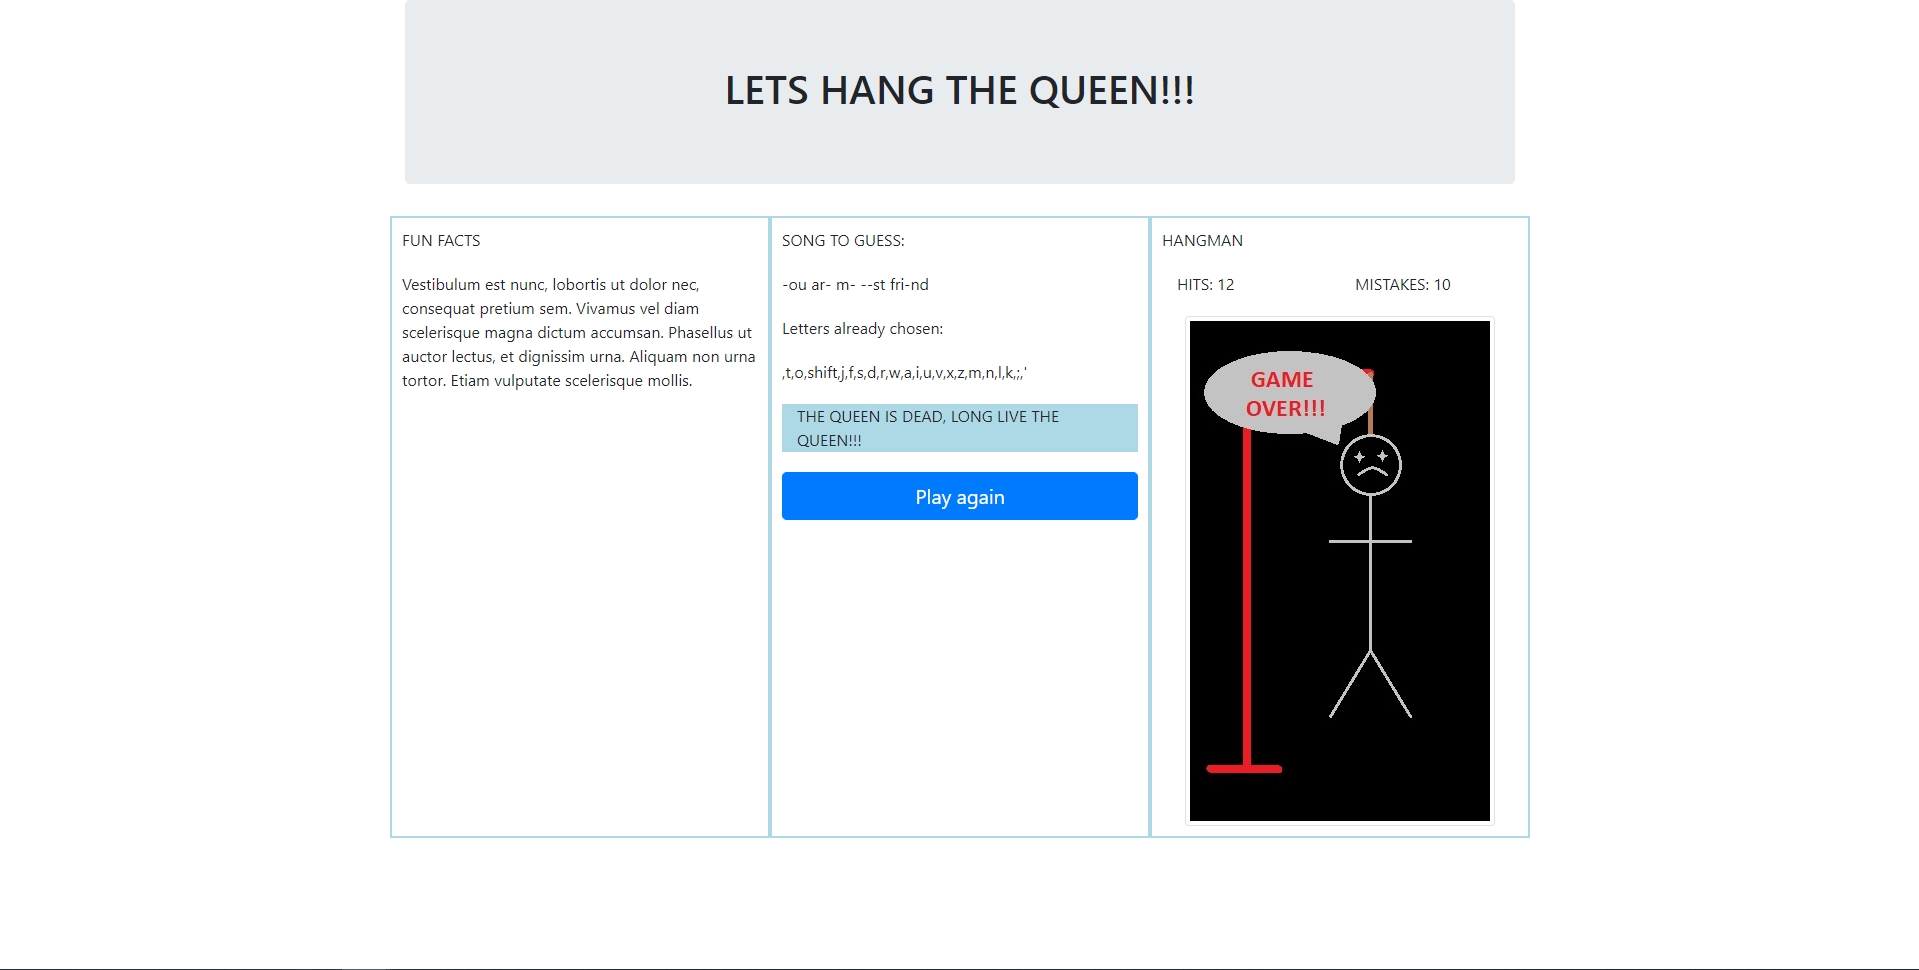 LETS HANG THE QUEEN!!!
FUN FACTS
Vestibulum est nunc, lobortis ut dolor nec,
consequat pretium sem. Vivamus vel diam
scelerisque magna dictum accumsan. Phasellus ut
auctor lectus, et dignissim urna. Aliquam non urna
tortor. Etiam vulputate scelerisque mollis.
SONG TO GUESS:
-ou ar- m- --st fri-nd
Letters already chosen:
,t,o,shift,j,f,s,d,r,w,a,i,u,v,x,z,m,n,l,k,;,'
THE QUEEN IS DEAD, LONG LIVE THE
QUEEN!!!
Play again
HANGMAN
HITS: 12 MISTAKES: 10
GAME
OVER!!!